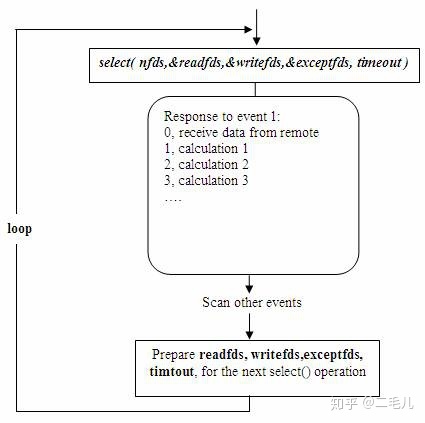 select( nfds,&readfds,&writefds,&exceptfds, timeout )
Response to event 1:
0, receive data from remote
1, calculation 1
2, calculation 2
3, calculation 3
….
loop
Scan other events
Prepare readfds, writefds,exceptfds,
timtout, for the next select() operation
知乎 @二毛儿